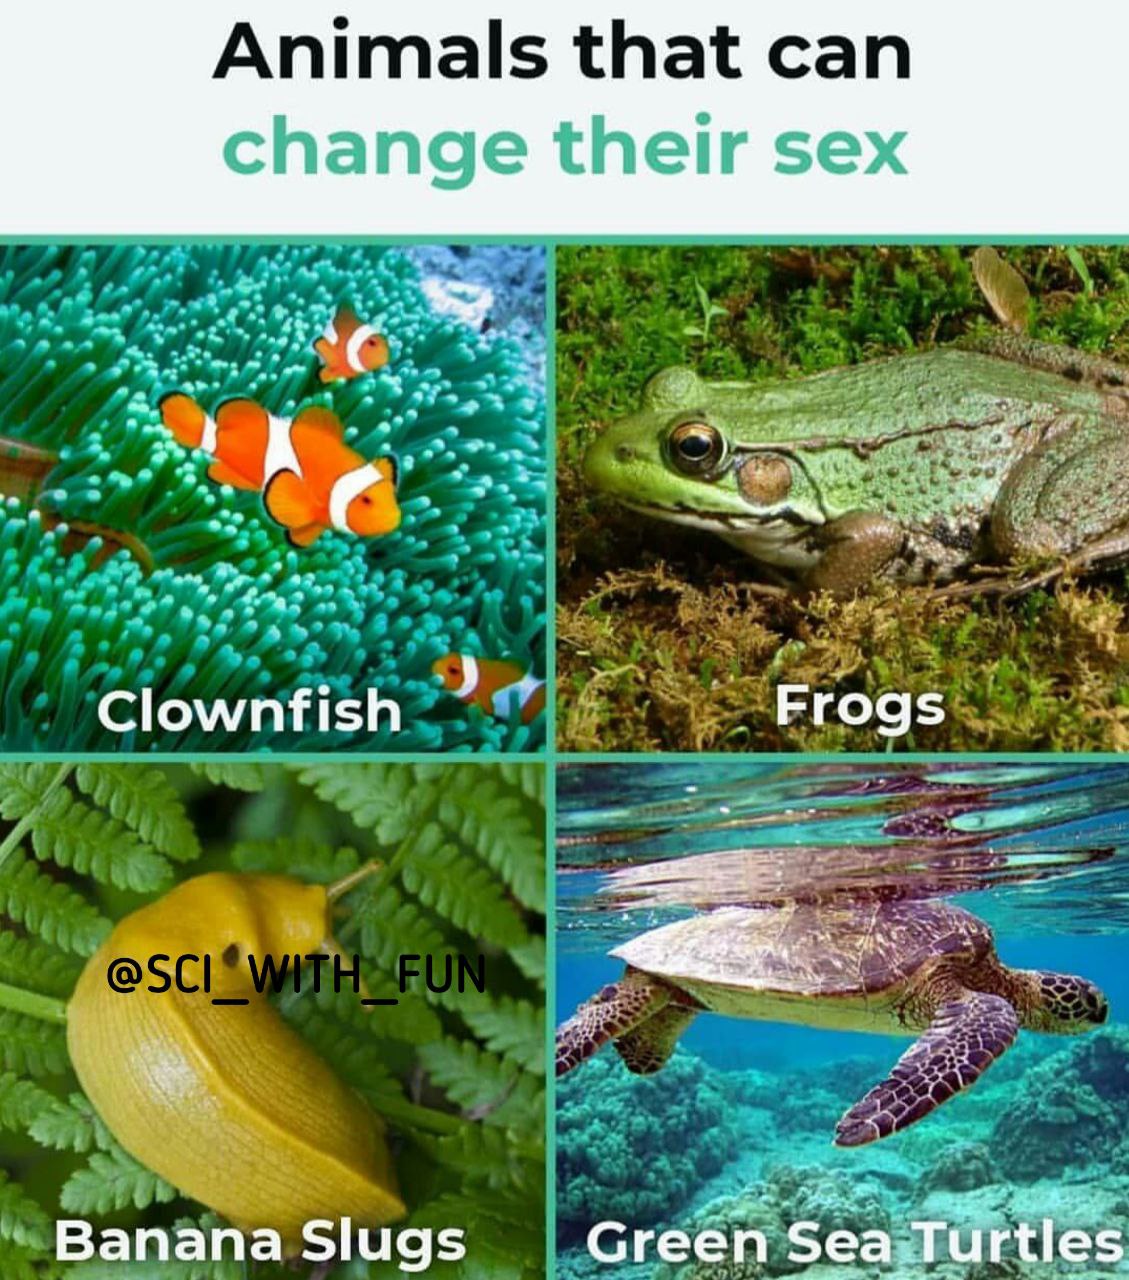 Animals that can
change their sex
Clownfish
Frogs
@SCI_WITH_FUN
Banana Slugs
Green Sea Turtles